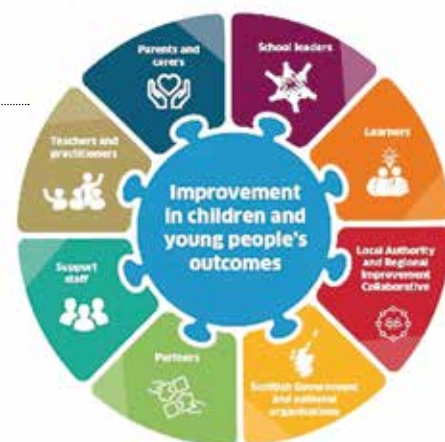 Parents and
carers
School leaders
Learners
Local Authority
and Regional
Improvement
Collaborative
Scottish Government
and national
organisations
Partners
Support
staff
Teachers and
practitioners
Improvement
in children and
young people's
outcomes